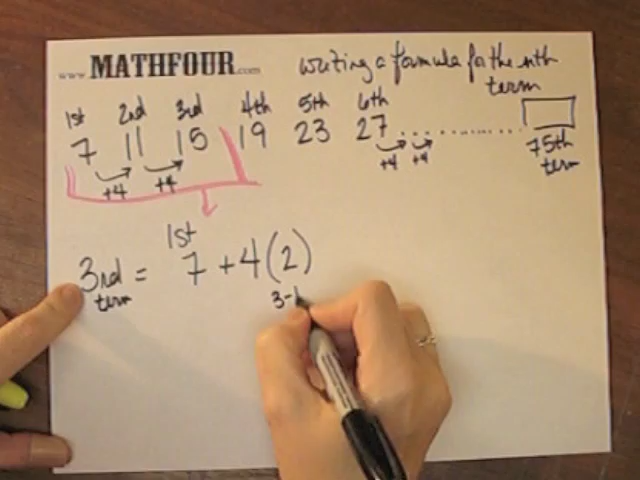 www.MATHFOUR.com
writing a formula for the nth
term
1st 2nd 3rd 4th 5th 6th
7 11 15 19 23 27 ..............
+4 +4 +4 +4
75th
term
1st
3rd = 7 + 4(2)
term
3-1